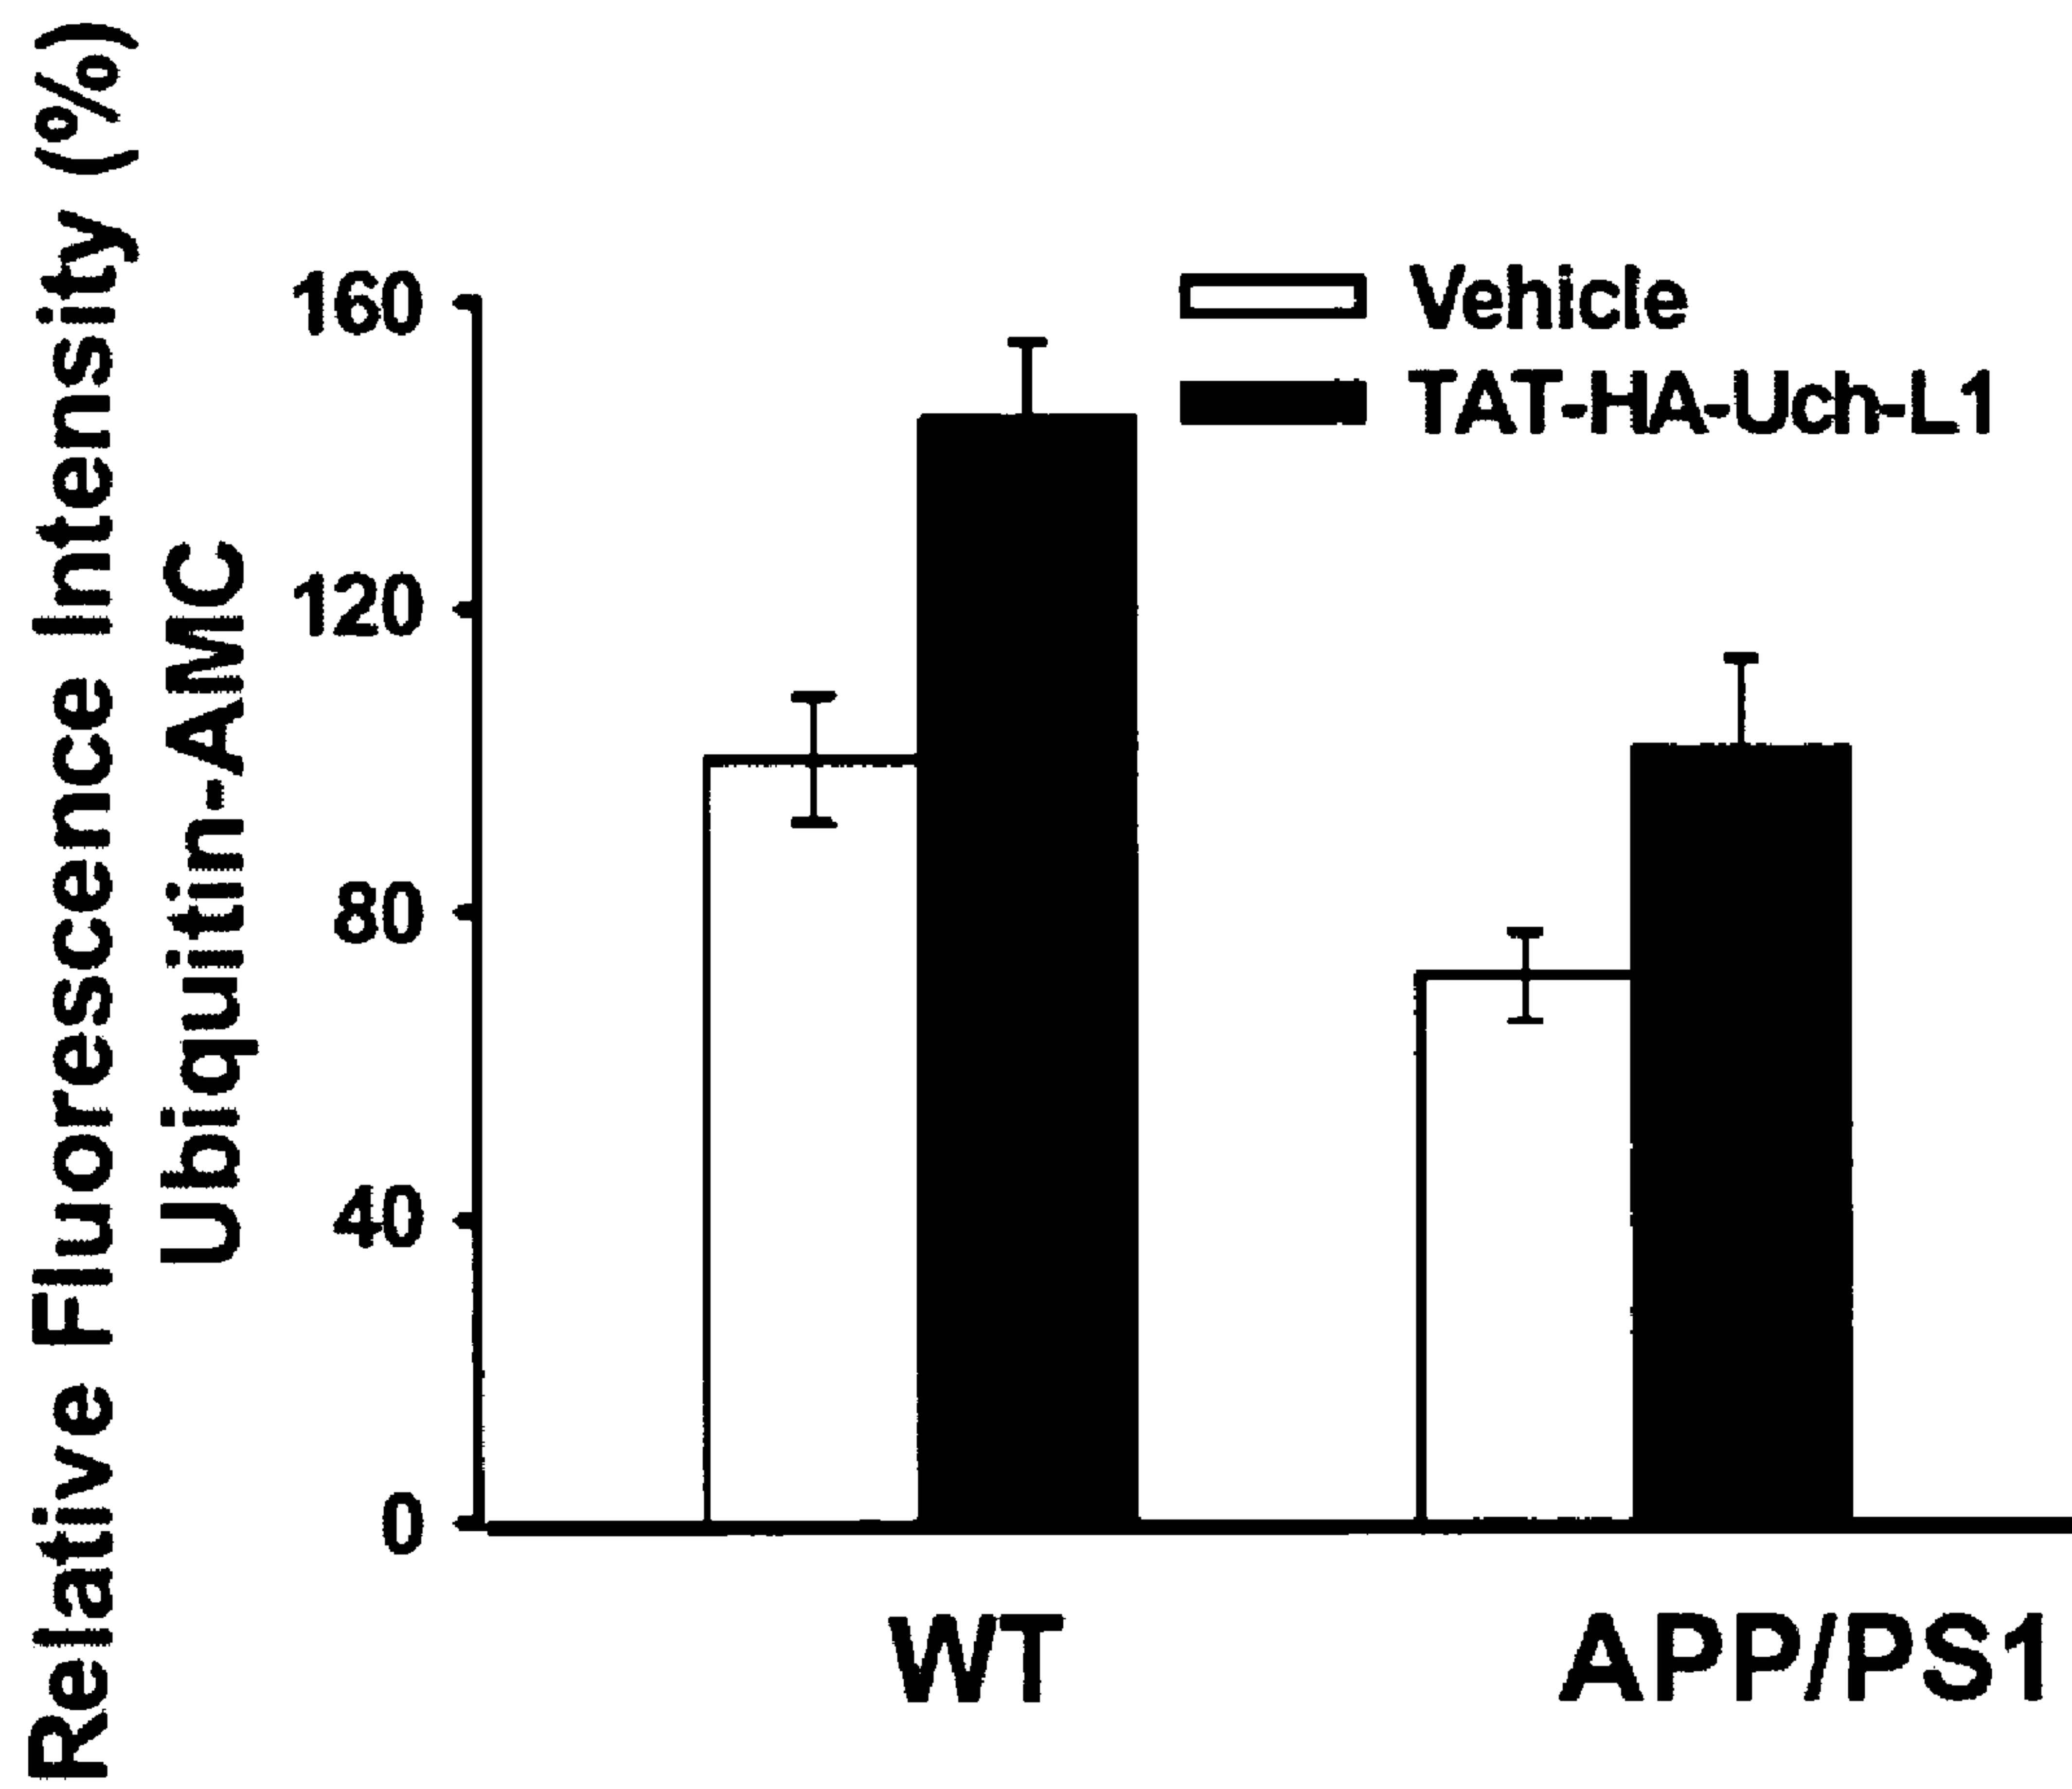 Relative Fluorescence Intensity (%)
Ubiquitin-AMC
160
120
80
40
0
Vehicle
TAT-HA-Uch-L1
WT
APP/PS1